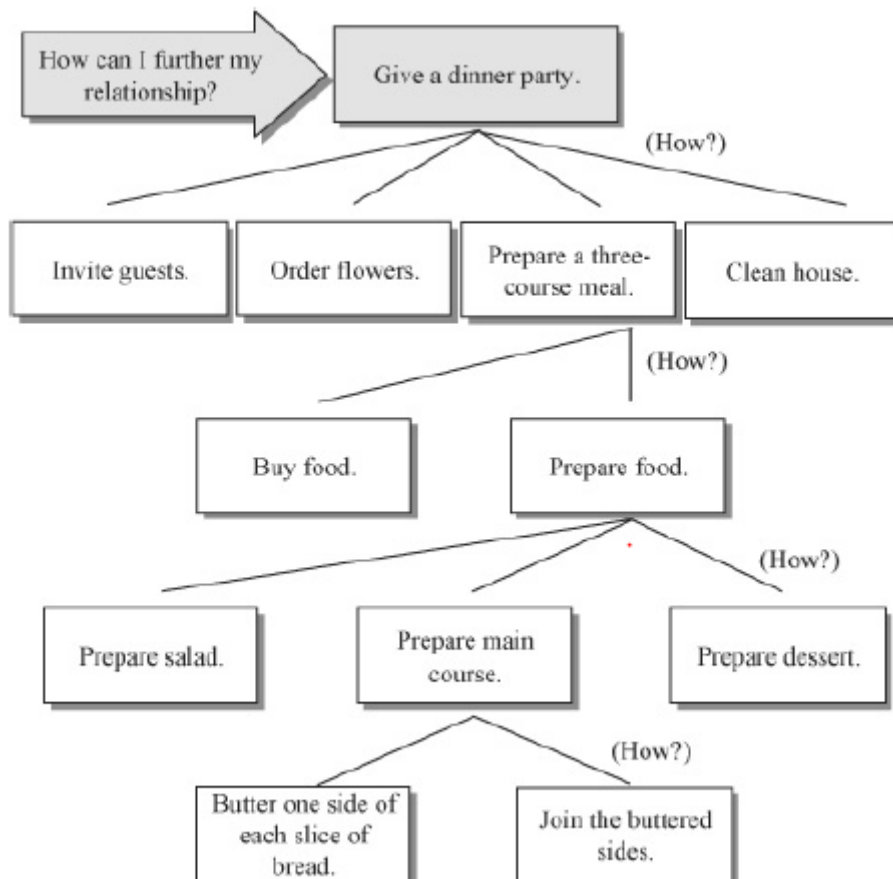 How can I further my
relationship?
Give a dinner party.
(How?)
Invite guests.
Order flowers.
Prepare a three-
course meal.
Clean house.
(How?)
Buy food.
Prepare food.
(How?)
Prepare salad.
Prepare main
course.
Prepare dessert.
(How?)
Butter one side of
each slice of
bread.
Join the buttered
sides.